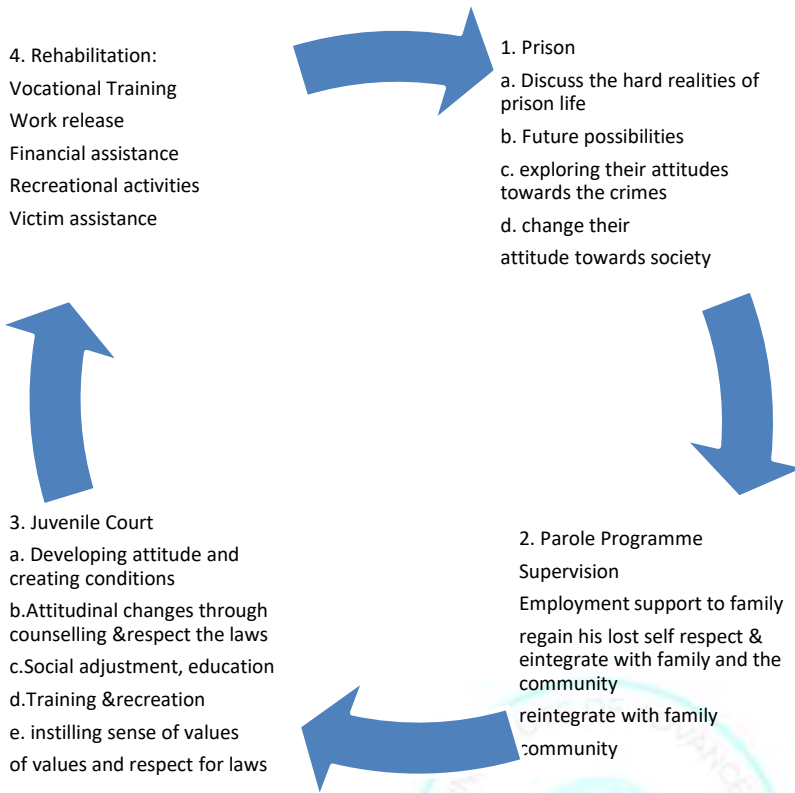 4. Rehabilitation:
Vocational Training
Work release
Financial assistance
Recreational activities
Victim assistance
1. Prison
a. Discuss the hard realities of
prison life
b. Future possibilities
c. exploring their attitudes
towards the crimes
d. change their
attitude towards society
2. Parole Programme
Supervision
Employment support to family
regain his lost self respect &
eintegrate with family and the
community
reintegrate with family
community
3. Juvenile Court
a. Developing attitude and
creating conditions
b.Attitudinal changes through
counselling &respect the laws
c.Social adjustment, education
d.Training &recreation
e. instilling sense of values
of values and respect for laws